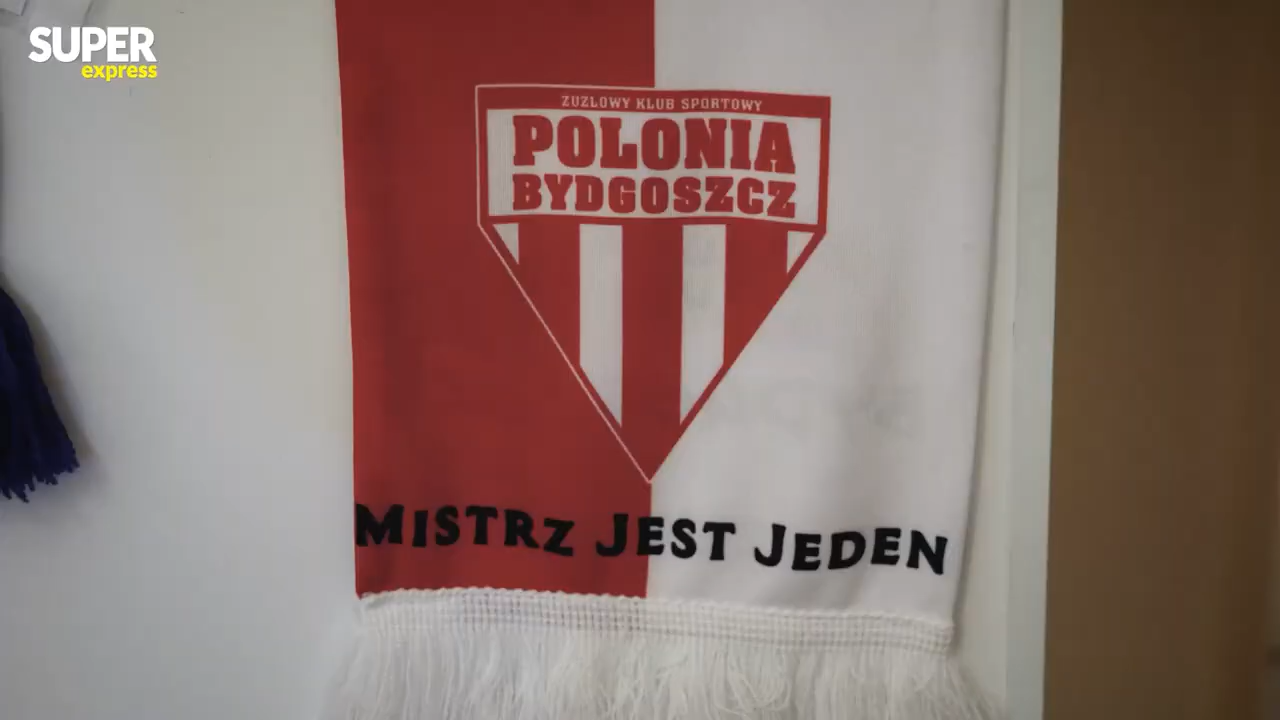 SUPER
express
ZUZLOWY KLUB SPORTOWY
POLONIA
BYDGOSZCZ
MISTRZ JEST JEDEN